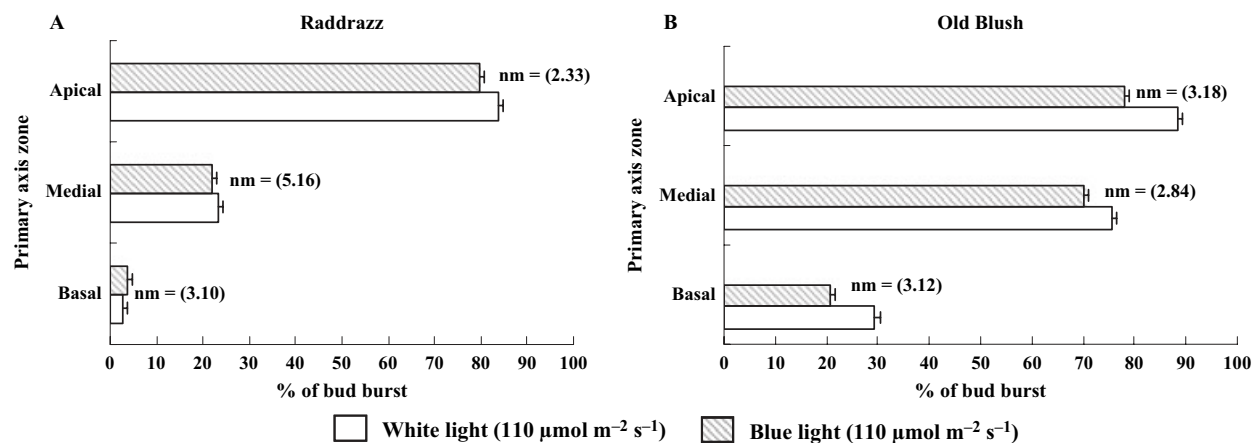 A
Raddrazz
Primary axis zone
Apical
nm = (2.33)
Medial
nm = (5.16)
Basal
nm = (3.10)
0 10 20 30 40 50 60 70 80 90 100
% of bud burst
B
Old Blush
Primary axis zone
Apical
nm = (3.18)
Medial
nm = (2.84)
Basal
nm = (3.12)
0 10 20 30 40 50 60 70 80 90 100
% of bud burst
White light (110 µmol m⁻² s⁻¹)
Blue light (110 µmol m⁻² s⁻¹)